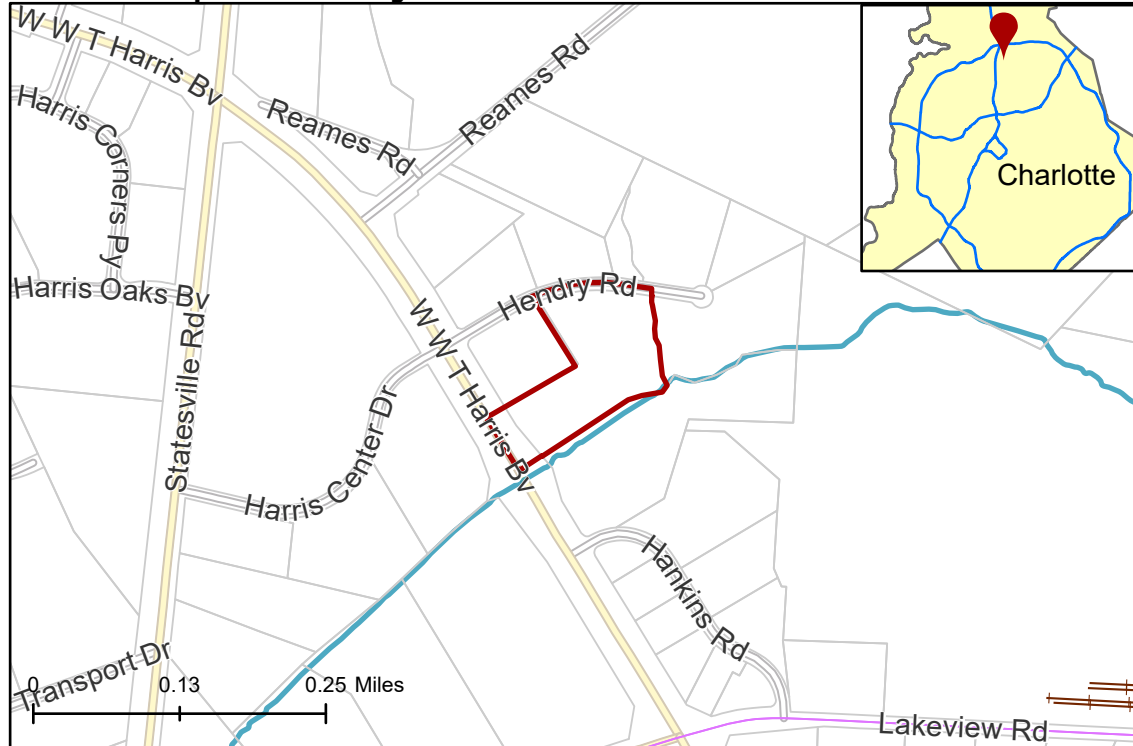 W W T Harris Bv
Reames Rd
Reames Rd
Harris Corners Py
Charlotte
Harris Oaks Bv
Hendry Rd
W W T Harris Bv
Statesville Rd
Harris Center Dr
Hankins Rd
Transport Dr
0 0.13 0.25 Miles
Lakeview Rd